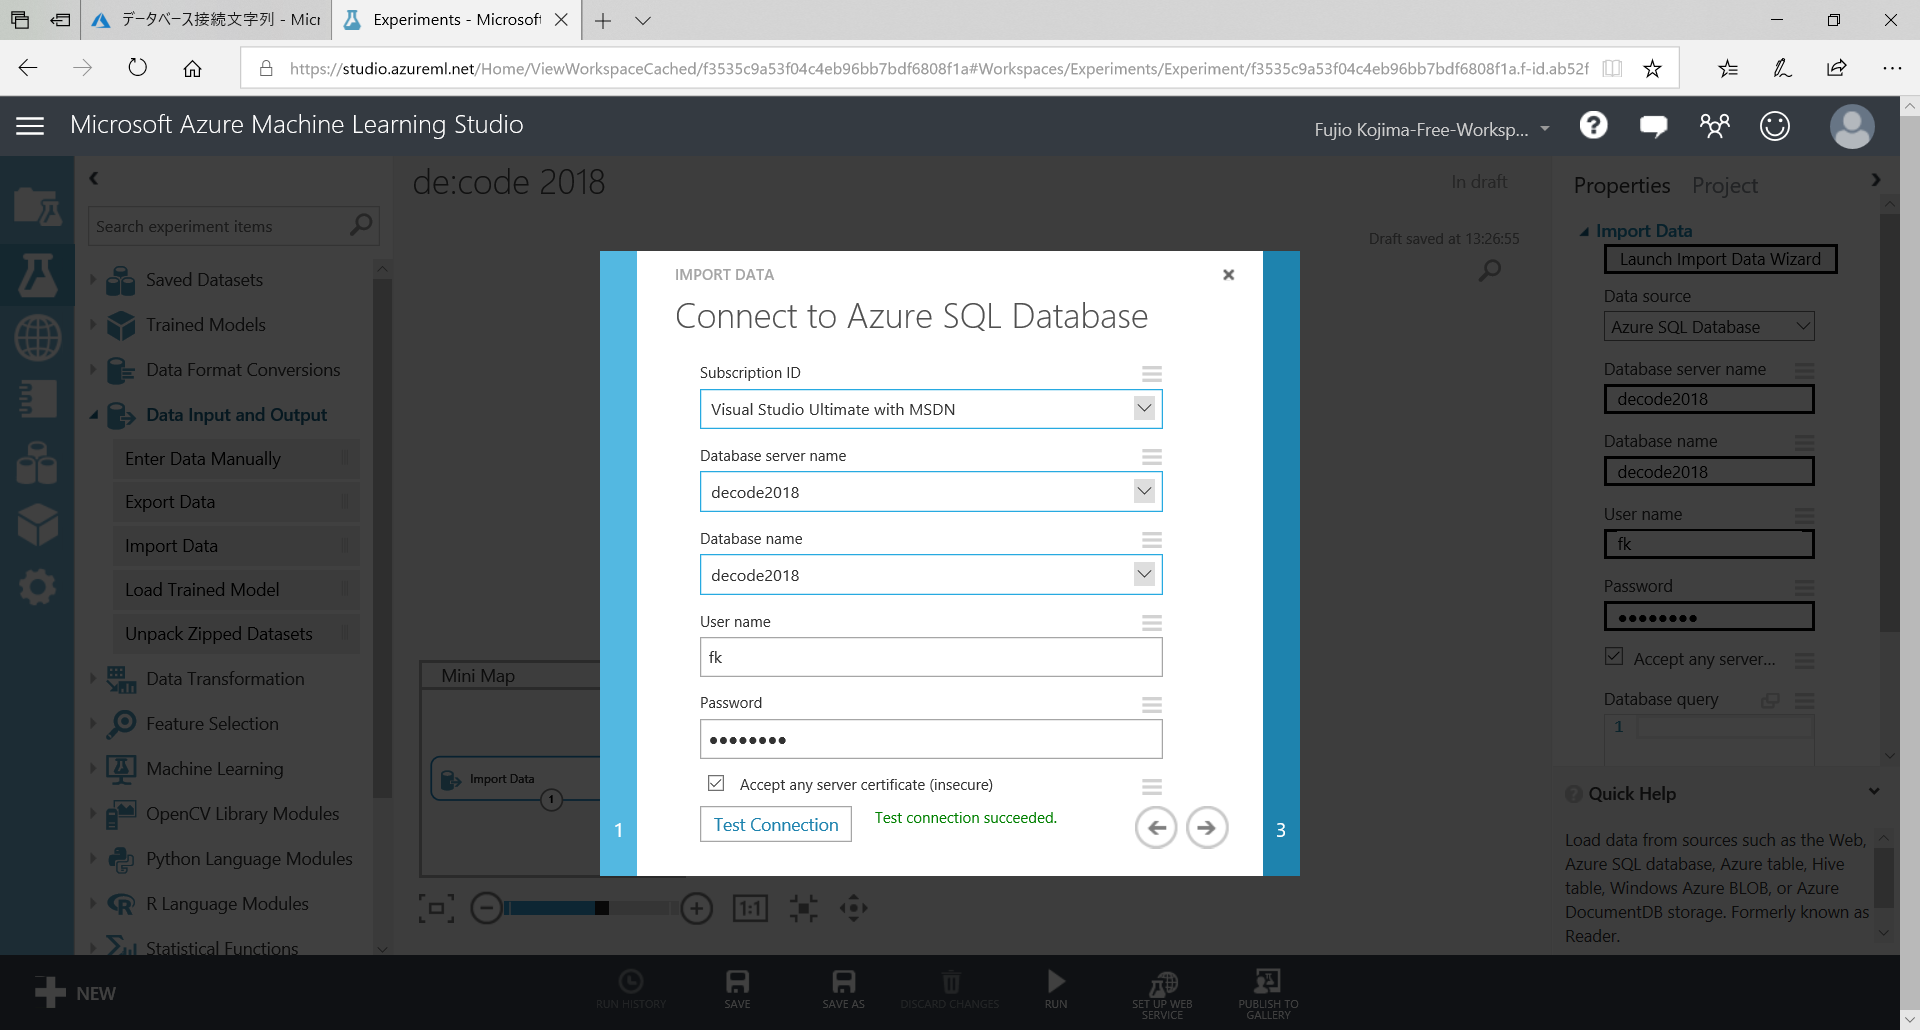 データベース接続文字列 - Micr
Experiments - Microsoft
https://studio.azureml.net/Home/ViewWorkspaceCached/f3535c9a53f04c4eb96bb7bdf6808f1a#Workspaces/Experiments/Experiment/f3535c9a53f04c4eb96bb7bdf6808f1a.f-id.ab52f
Microsoft Azure Machine Learning Studio
Fujio Kojima-Free-Worksp...
Search experiment items
Saved Datasets
Trained Models
Data Format Conversions
Data Input and Output
Enter Data Manually
Export Data
Import Data
Load Trained Model
Unpack Zipped Datasets
Data Transformation
Feature Selection
Machine Learning
OpenCV Library Modules
Python Language Modules
R Language Modules
Statistical Functions
de:code 2018
In draft
Draft saved at 13:26:55
Mini Map
Import Data
1
1:1
IMPORT DATA
Connect to Azure SQL Database
Subscription ID
Visual Studio Ultimate with MSDN
Database server name
decode2018
Database name
decode2018
User name
fk
Password
••••••••
Accept any server certificate (insecure)
Test Connection
Test connection succeeded.
1
3
Properties Project
Import Data
Launch Import Data Wizard
Data source
Azure SQL Database
Database server name
decode2018
Database name
decode2018
User name
fk
Password
••••••••
Accept any server...
Database query
1
Quick Help
Load data from sources such as the Web,
Azure SQL database, Azure table, Hive
table, Windows Azure BLOB, or Azure
DocumentDB storage. Formerly known as
Reader.
NEW
RUN HISTORY
SAVE
SAVE AS
DISCARD CHANGES
RUN
SET UP WEB
SERVICE
PUBLISH TO
GALLERY